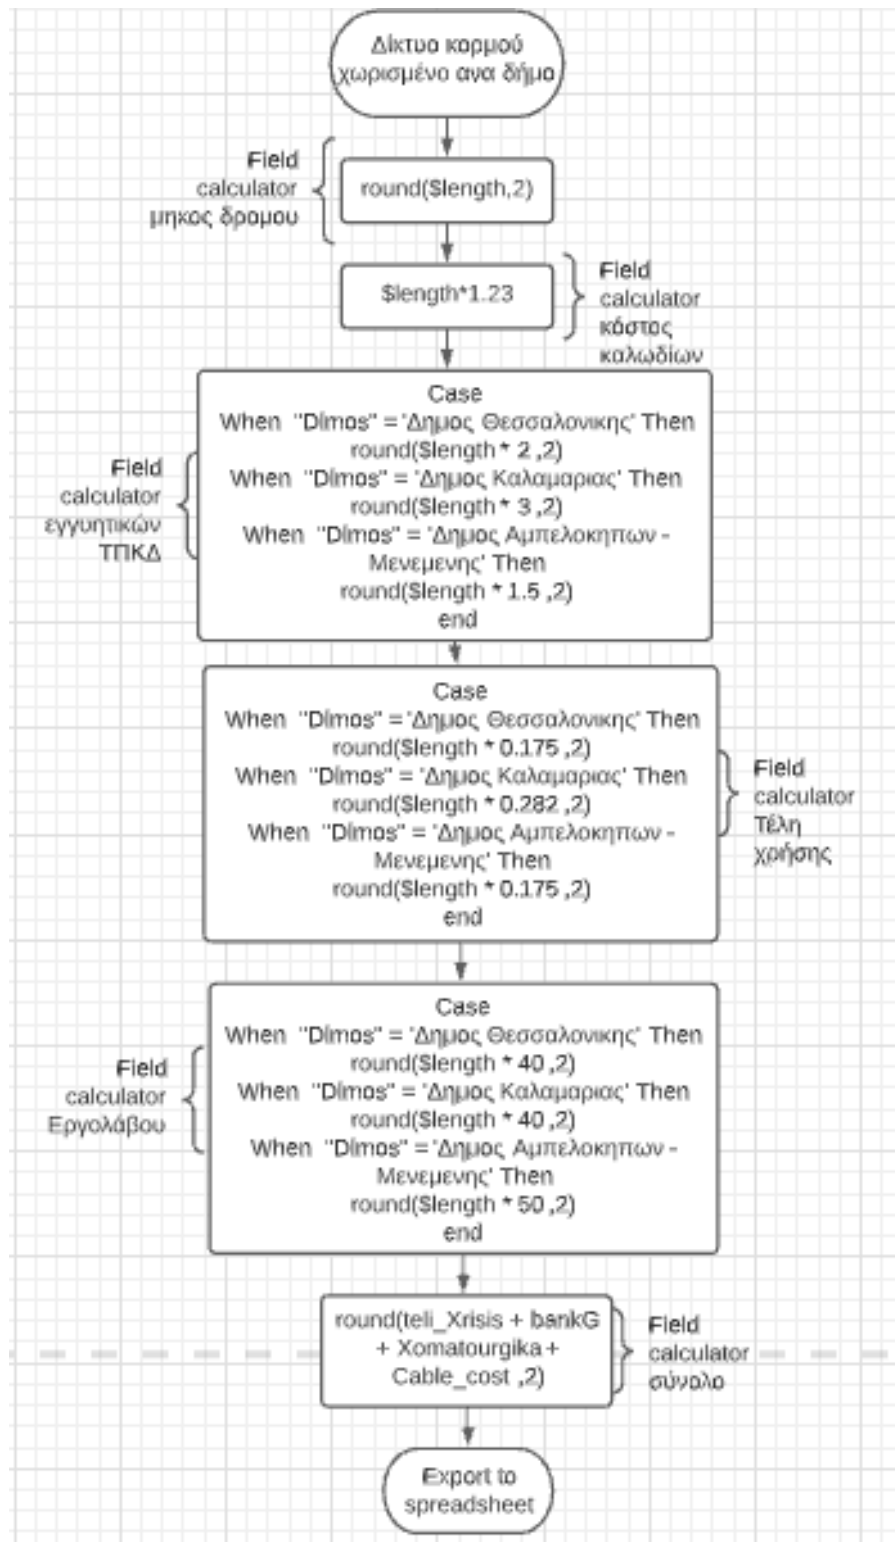 Δίκτυο κορμού
χωρισμένο ανα δήμο
Field
calculator
μηκος δρομου
round($length,2)
$length*1.23
Field
calculator
κόστος
καλωδίων
Field
calculator
εγγυητικών
ΤΠΚΔ
Case
When "Dimos" = 'Δημος Θεσσαλονικης' Then
round($length * 2 ,2)
When "Dimos" = 'Δημος Καλαμαριας' Then
round($length * 3 ,2)
When "Dimos" = 'Δημος Αμπελοκηπων -
Μενεμενης' Then
round($length * 1.5 ,2)
end
Case
When "Dimos" = 'Δημος Θεσσαλονικης' Then
round($length * 0.175 ,2)
When "Dimos" = 'Δημος Καλαμαριας' Then
round($length * 0.282 ,2)
When "Dimos" = 'Δημος Αμπελοκηπων -
Μενεμενης' Then
round($length * 0.175 ,2)
end
Field
calculator
Τέλη
χρήσης
Field
calculator
Εργολάβου
Case
When "Dimos" = 'Δημος Θεσσαλονικης' Then
round($length * 40 ,2)
When "Dimos" = 'Δημος Καλαμαριας' Then
round($length * 40 ,2)
When "Dimos" = 'Δημος Αμπελοκηπων -
Μενεμενης' Then
round($length * 50 ,2)
end
round(teli_Xrisis + bankG
+ Xomatourgika +
Cable_cost ,2)
Field
calculator
σύνολο
Export to
spreadsheet